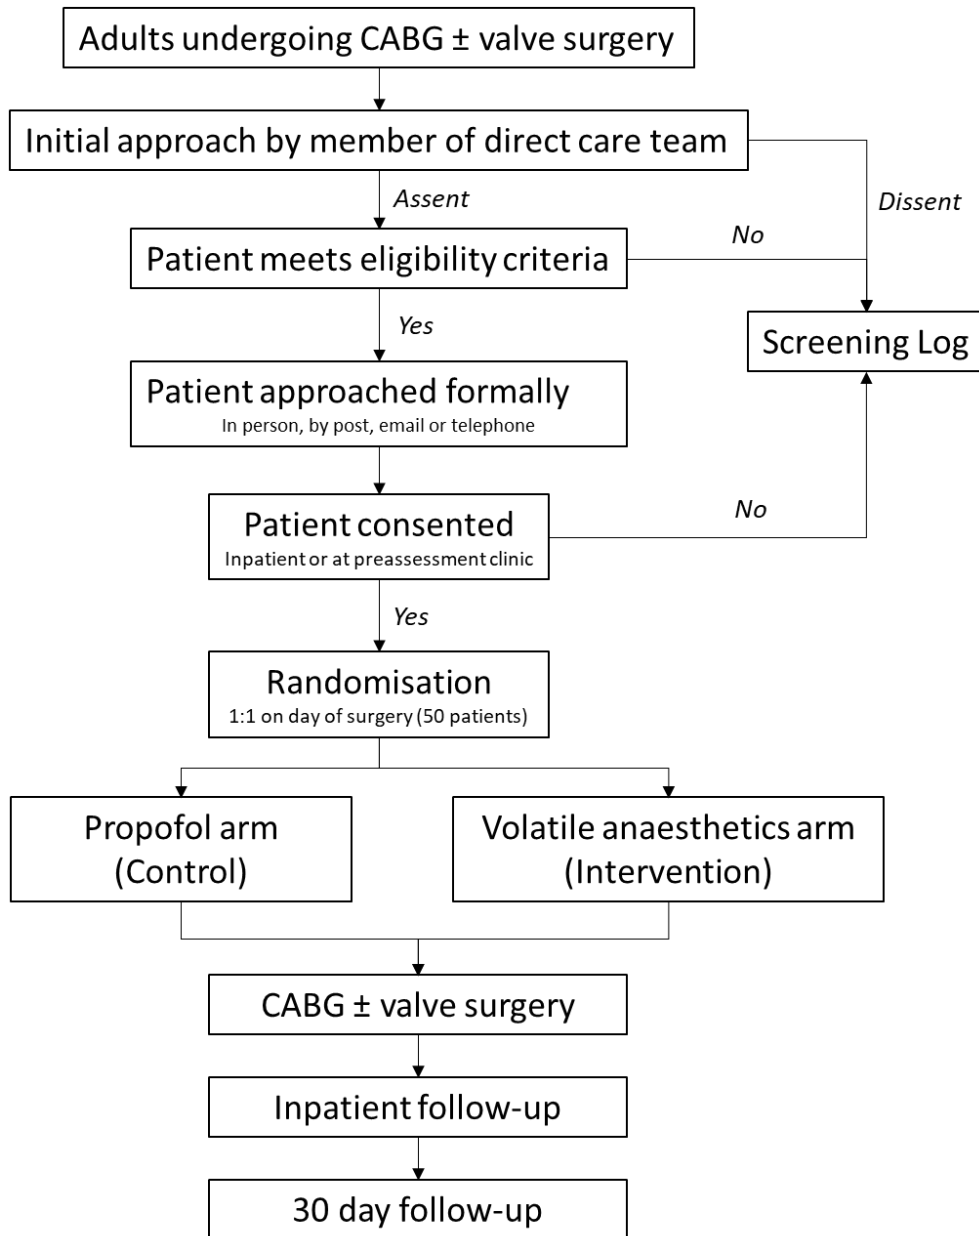 Adults undergoing CABG ± valve surgery
Initial approach by member of direct care team
Assent
Dissent
Patient meets eligibility criteria
No
Yes
Screening Log
Patient approached formally
In person, by post, email or telephone
Patient consented
Inpatient or at preassessment clinic
No
Yes
Randomisation
1:1 on day of surgery (50 patients)
Propofol arm
(Control)
Volatile anaesthetics arm
(Intervention)
CABG ± valve surgery
Inpatient follow-up
30 day follow-up